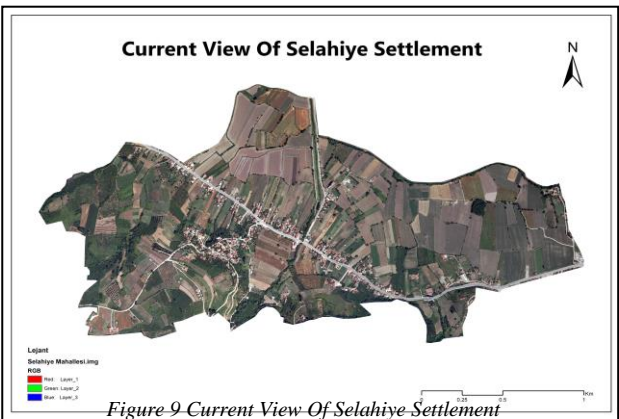 Current View Of Selahiye Settlement
N
Lejant
Selahiye Mahallesi.img
RGB
Red: Layer_1
Green: Layer_2
Blue: Layer_3
0 0.25 0.5 1
Km
Figure 9 Current View Of Selahiye Settlement